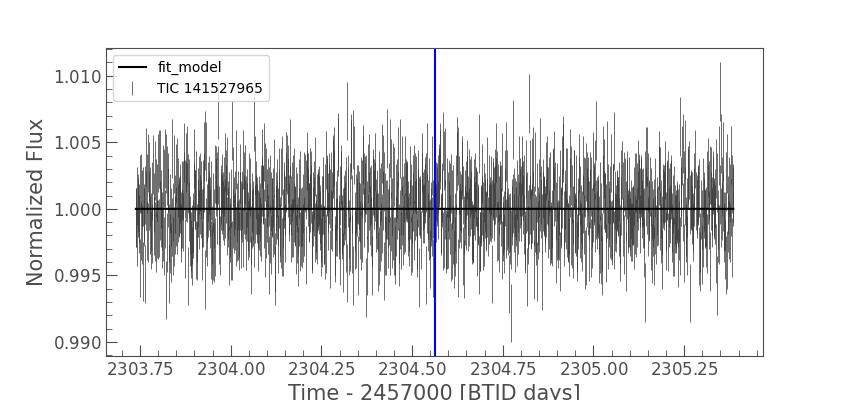 fit_model
TIC 141527965
1.010
1.005
1.000
0.995
0.990
Normalized Flux
2303.75 2304.00 2304.25 2304.50 2304.75 2305.00 2305.25
Time - 2457000 [BTJD days]